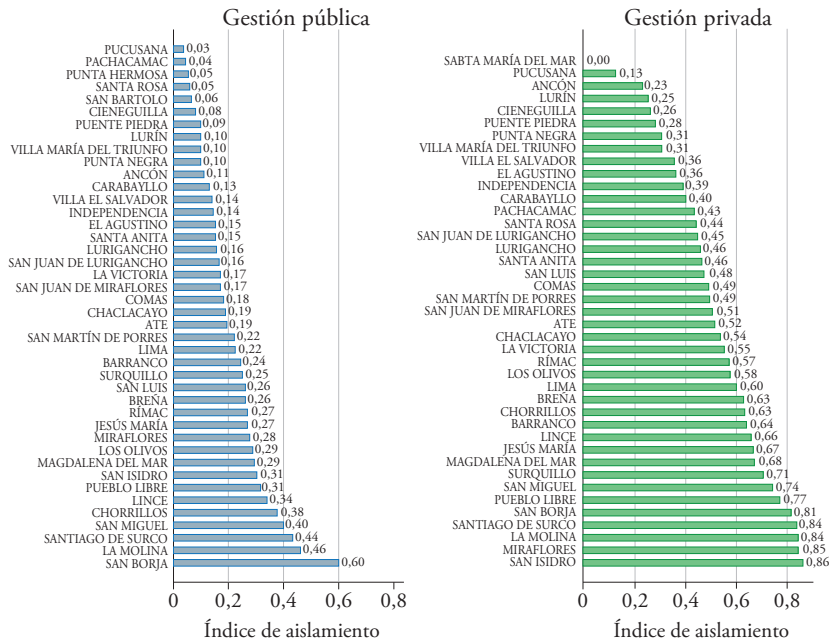 Gestión pública
PUCUSANA 0,03
PACHACAMAC 0,04
PUNTA HERMOSA 0,05
SANTA ROSA 0,05
SAN BARTOLO 0,06
CIENEGUILLA 0,08
PUENTE PIEDRA 0,09
LURÍN 0,10
VILLA MARÍA DEL TRIUNFO 0,10
PUNTA NEGRA 0,10
ANCÓN 0,11
CARABAYLLO 0,13
VILLA EL SALVADOR 0,14
INDEPENDENCIA 0,14
EL AGUSTINO 0,15
SANTA ANITA 0,15
LURIGANCHO 0,16
SAN JUAN DE LURIGANCHO 0,16
LA VICTORIA 0,17
SAN JUAN DE MIRAFLORES 0,17
COMAS 0,18
CHACLACAYO 0,19
ATE 0,19
SAN MARTÍN DE PORRES 0,22
LIMA 0,22
BARRANCO 0,24
SURQUILLO 0,25
SAN LUIS 0,26
BREÑA 0,26
RÍMAC 0,27
JESÚS MARÍA 0,27
MIRAFLORES 0,28
LOS OLIVOS 0,29
MAGDALENA DEL MAR 0,29
SAN ISIDRO 0,31
PUEBLO LIBRE 0,31
LINCE 0,34
CHORRILLOS 0,38
SAN MIGUEL 0,40
SANTIAGO DE SURCO 0,44
LA MOLINA 0,46
SAN BORJA 0,60
0 0,2 0,4 0,6 0,8
Índice de aislamiento
Gestión privada
SABTA MARÍA DEL MAR 0,00
PUCUSANA 0,13
ANCÓN 0,23
LURÍN 0,25
CIENEGUILLA 0,26
PUENTE PIEDRA 0,28
PUNTA NEGRA 0,31
VILLA MARÍA DEL TRIUNFO 0,31
VILLA EL SALVADOR 0,36
EL AGUSTINO 0,36
INDEPENDENCIA 0,39
CARABAYLLO 0,40
PACHACAMAC 0,43
SANTA ROSA 0,44
SAN JUAN DE LURIGANCHO 0,45
LURIGANCHO 0,46
SANTA ANITA 0,46
SAN LUIS 0,48
COMAS 0,49
SAN MARTÍN DE PORRES 0,49
SAN JUAN DE MIRAFLORES 0,51
ATE 0,52
CHACLACAYO 0,54
LA VICTORIA 0,55
RÍMAC 0,57
LOS OLIVOS 0,58
LIMA 0,60
BREÑA 0,63
CHORRILLOS 0,63
BARRANCO 0,64
LINCE 0,66
JESÚS MARÍA 0,67
MAGDALENA DEL MAR 0,68
SURQUILLO 0,71
SAN MIGUEL 0,74
PUEBLO LIBRE 0,77
SAN BORJA 0,81
SANTIAGO DE SURCO 0,84
LA MOLINA 0,84
MIRAFLORES 0,85
SAN ISIDRO 0,86
0 0,2 0,4 0,6 0,8
Índice de aislamiento